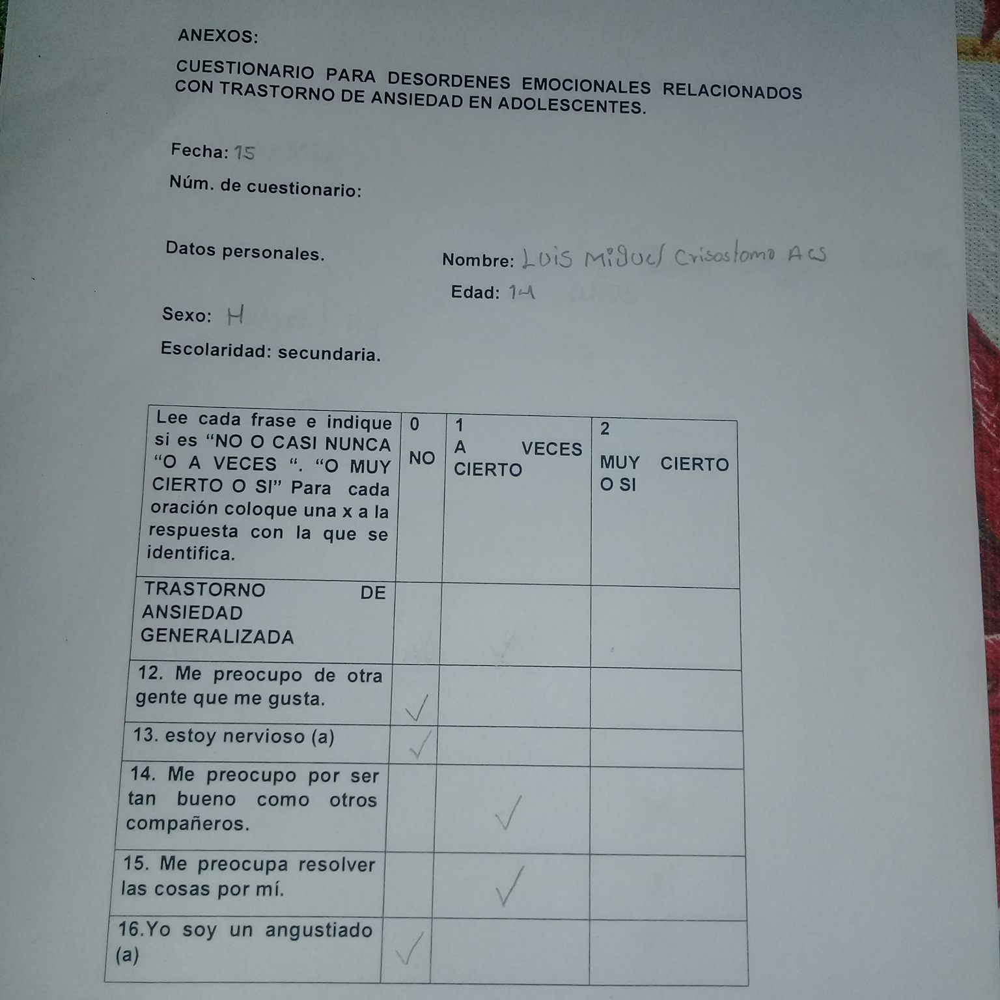 ANEXOS:
CUESTIONARIO PARA DESORDENES EMOCIONALES RELACIONADOS
CON TRASTORNO DE ANSIEDAD EN ADOLESCENTES.
Fecha: 15
Núm. de cuestionario:
Datos personales.
Nombre: Luis Miguel Crisostomo
Edad: 14
Sexo: H
Escolaridad: secundaria.
Lee cada frase e indique
si es “NO O CASI NUNCA
“O A VECES “. “O MUY
CIERTO O SI” Para cada
oración coloque una x a la
respuesta con la que se
identifica.
0
NO
1
A VECES
CIERTO
2
MUY CIERTO
O SI
TRASTORNO DE
ANSIEDAD
GENERALIZADA
12. Me preocupo de otra
gente que me gusta.
✓
13. estoy nervioso (a)
✓
14. Me preocupo por ser
tan bueno como otros
compañeros.
✓
15. Me preocupa resolver
las cosas por mí.
✓
16.Yo soy un angustiado
(a)
✓